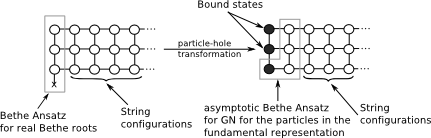 Bound states
particle-hole
transformation
Bethe Ansatz
for real Bethe roots
String
configurations
asymptotic Bethe Ansatz
for GN for the particles in the
fundamental representation
String
configurations